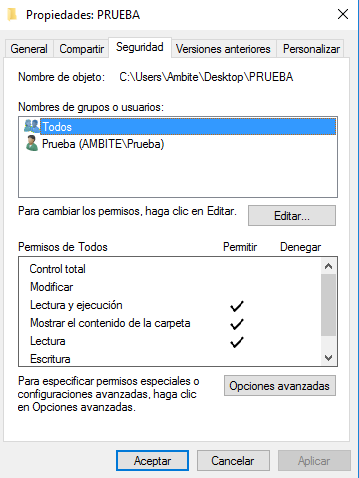 Propiedades: PRUEBA
General Compartir Seguridad Versiones anteriores Personalizar
Nombre de objeto: C:\Users\Ambite\Desktop\PRUEBA
Nombres de grupos o usuarios:
Todos
Prueba (AMBITE\Prueba)
Para cambiar los permisos, haga clic en Editar. Editar...
Permisos de Todos Permitir Denegar
Control total
Modificar
Lectura y ejecución
Mostrar el contenido de la carpeta
Lectura
Escritura
Para especificar permisos especiales o
configuraciones avanzadas, haga clic
en Opciones avanzadas.
Opciones avanzadas
Aceptar Cancelar Aplicar